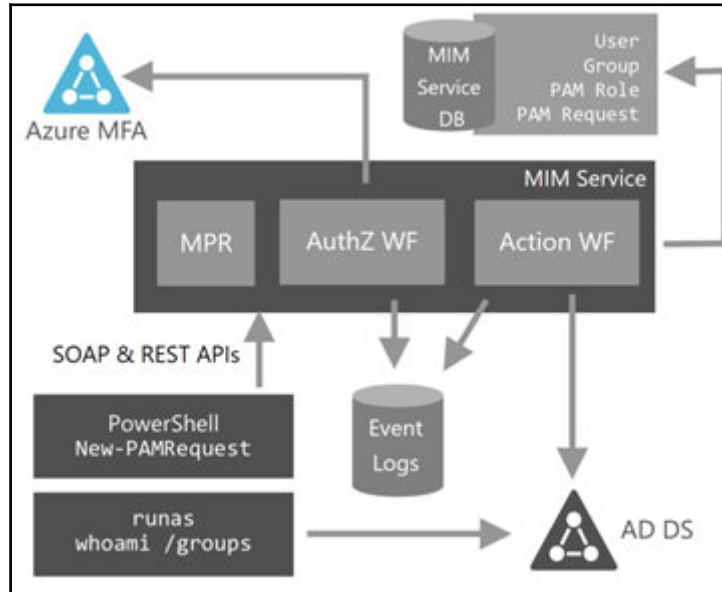 MIM
Service
DB
User
Group
PAM Role
PAM Request
Azure MFA
MIM Service
MPR
AuthZ WF
Action WF
SOAP & REST APIs
PowerShell
New-PAMRequest
Event
Logs
runas
whoami /groups
AD DS